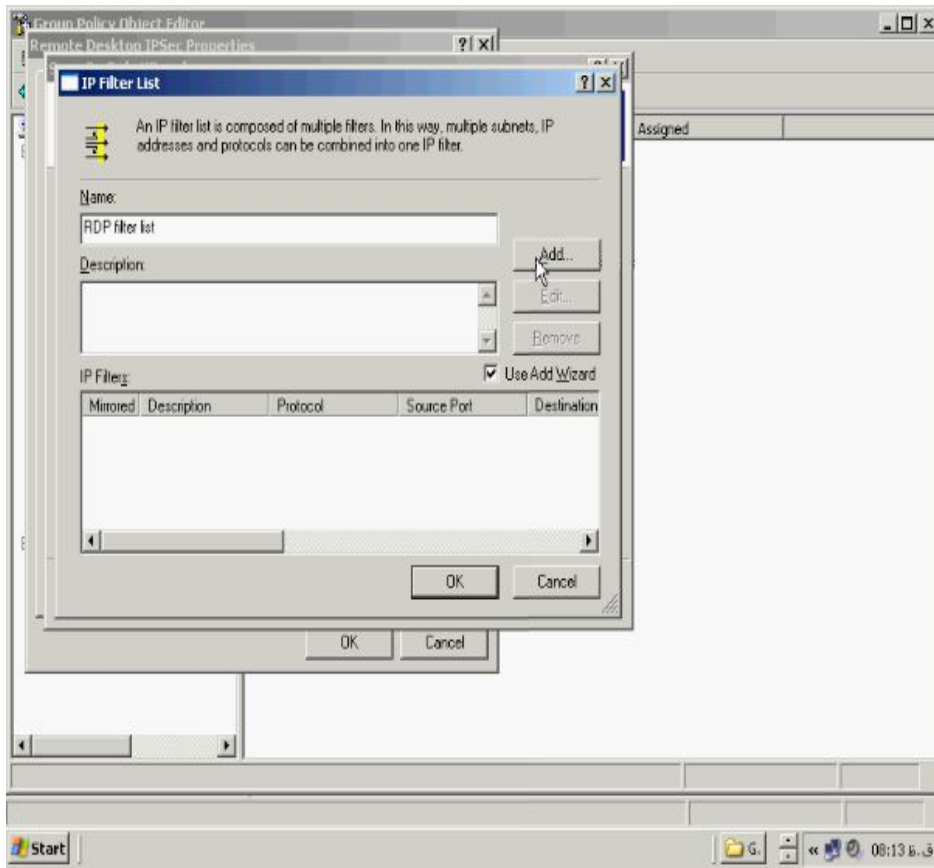 Group Policy Object Editor
Remote Desktop IPSec Properties
IP Filter List
An IP filter list is composed of multiple filters. In this way, multiple subnets, IP
addresses and protocols can be combined into one IP filter.
Assigned
Name:
RDP filter list
Add...
Description:
Edit...
Remove
IP Filters:
Use Add Wizard
Mirrored Description Protocol Source Port Destination
OK Cancel
OK Cancel
Start
G.
« 08:13 ق.ظ